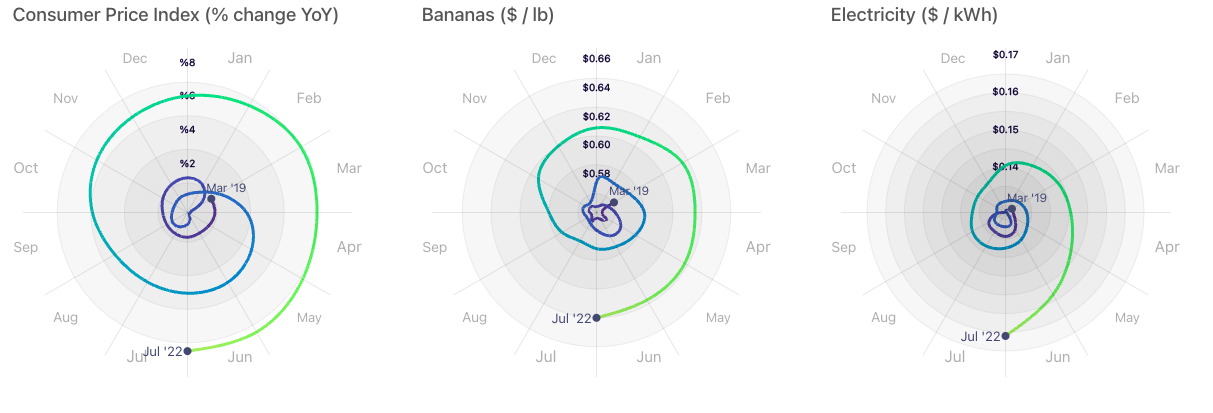 Consumer Price Index (% change YoY)
Dec
Jan
%8
Nov
Feb
%6
%4
Oct
Mar
%2
Mar '19
Sep
Apr
Aug
May
Jul
Jul '22
Jun
Bananas ($ / lb)
Dec
Jan
$0.66
Nov
Feb
$0.64
$0.62
$0.60
Oct
Mar
$0.58
Mar '19
Sep
Apr
Aug
May
Jul '22
Jul
Jun
Electricity ($ / kWh)
$0.17
Dec
Jan
Nov
Feb
$0.16
$0.15
Oct
Mar
$0.14
Mar '19
Sep
Apr
Aug
May
Jul '22
Jul
Jun